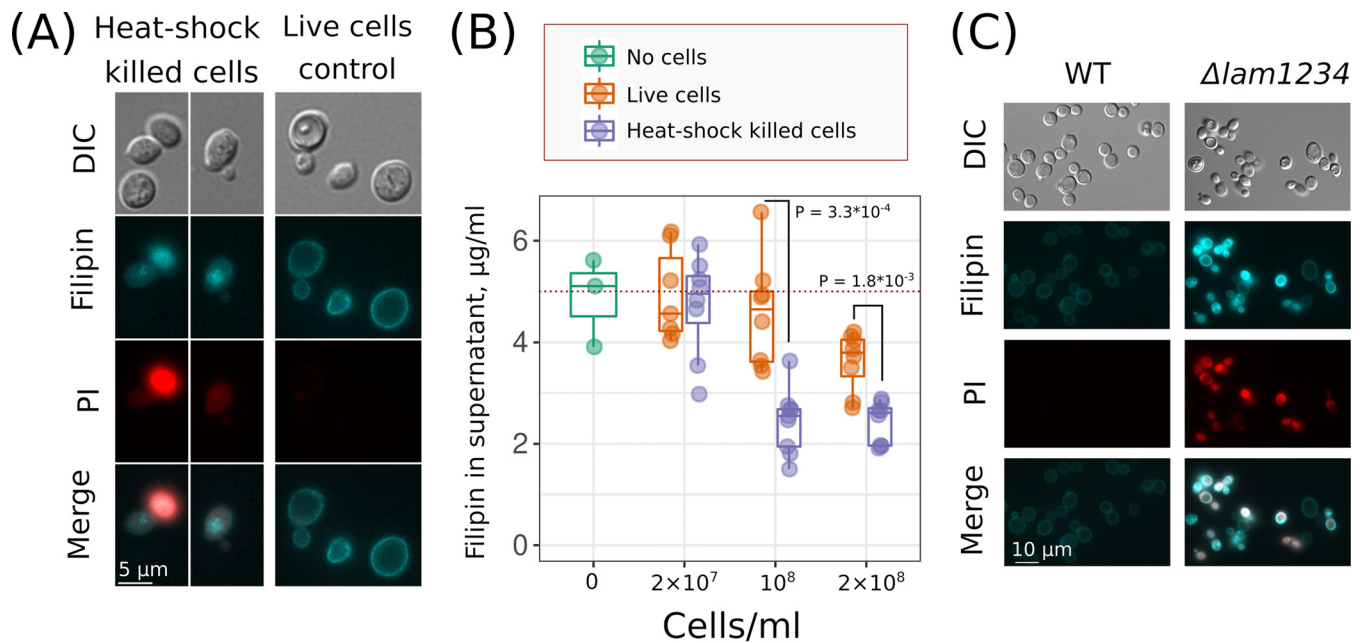 (A)
Heat-shock
killed cells
Live cells
control
DIC
Filipin
PI
Merge
5 μm
(B)
No cells
Live cells
Heat-shock killed cells
P = 3.3*10-4
P = 1.8*10-3
Filipin in supernatant, μg/ml
6
4
2
0
0
2×10⁷
10⁸
2×10⁸
Cells/ml
(C)
WT
Δlam1234
DIC
Filipin
PI
Merge
10 μm